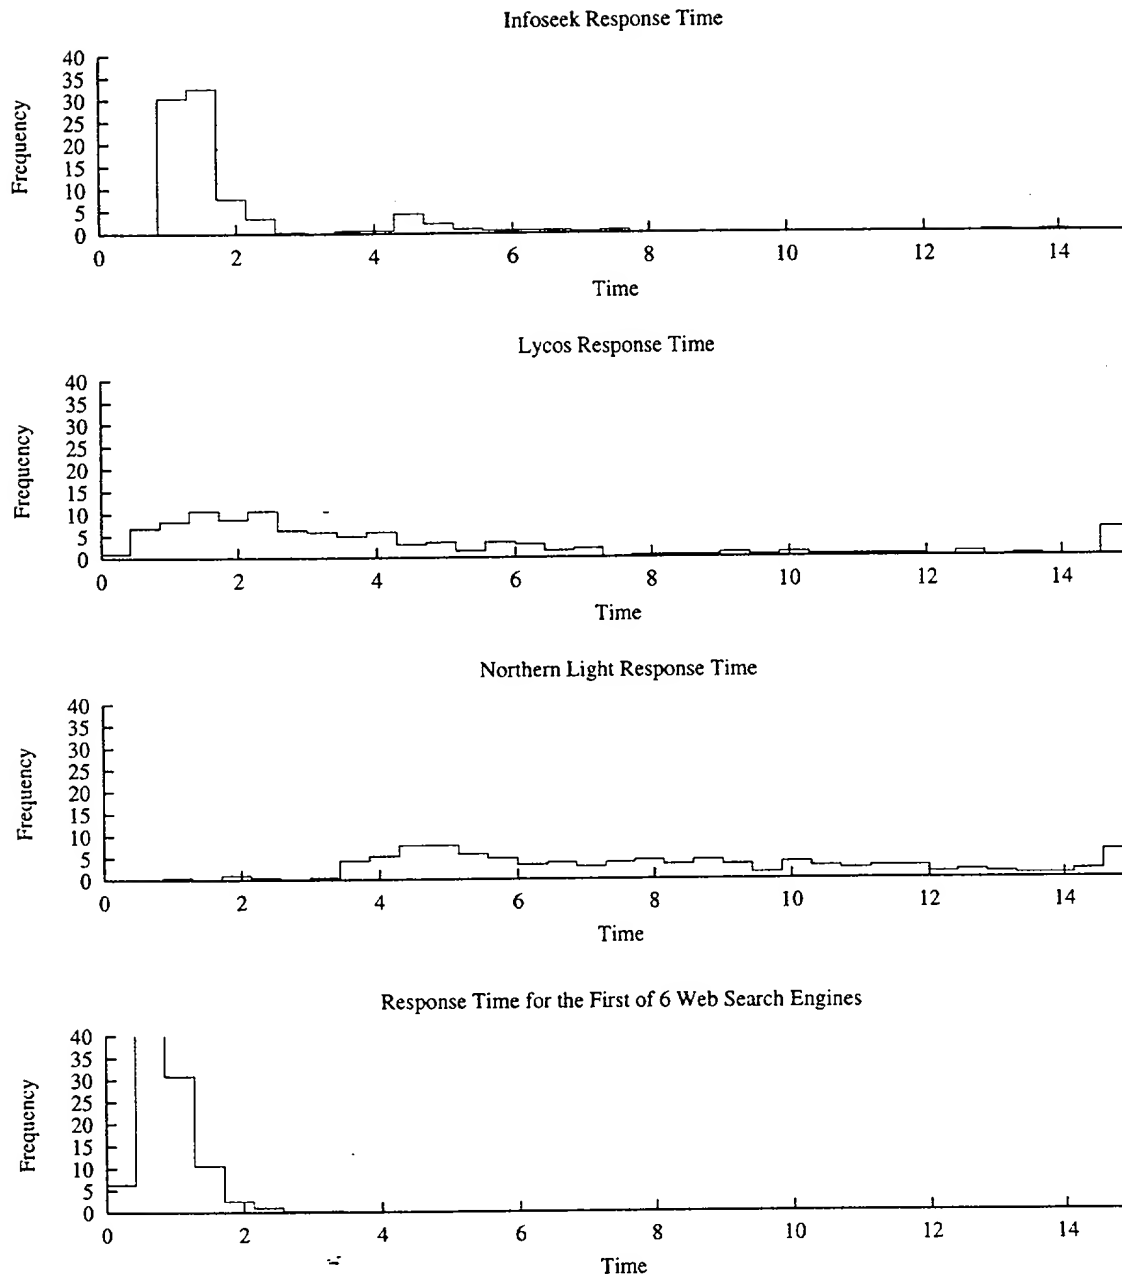 Infoseek Response Time
40
35
30
25
20
15
10
5
0
Frequency
0 2 4 6 8 10 12 14
Time
Lycos Response Time
40
35
30
25
20
15
10
5
0
Frequency
0 2 4 6 8 10 12 14
Time
Northern Light Response Time
40
35
30
25
20
15
10
5
0
Frequency
0 2 4 6 8 10 12 14
Time
Response Time for the First of 6 Web Search Engines
40
35
30
25
20
15
10
5
0
Frequency
0 2 4 6 8 10 12 14
Time